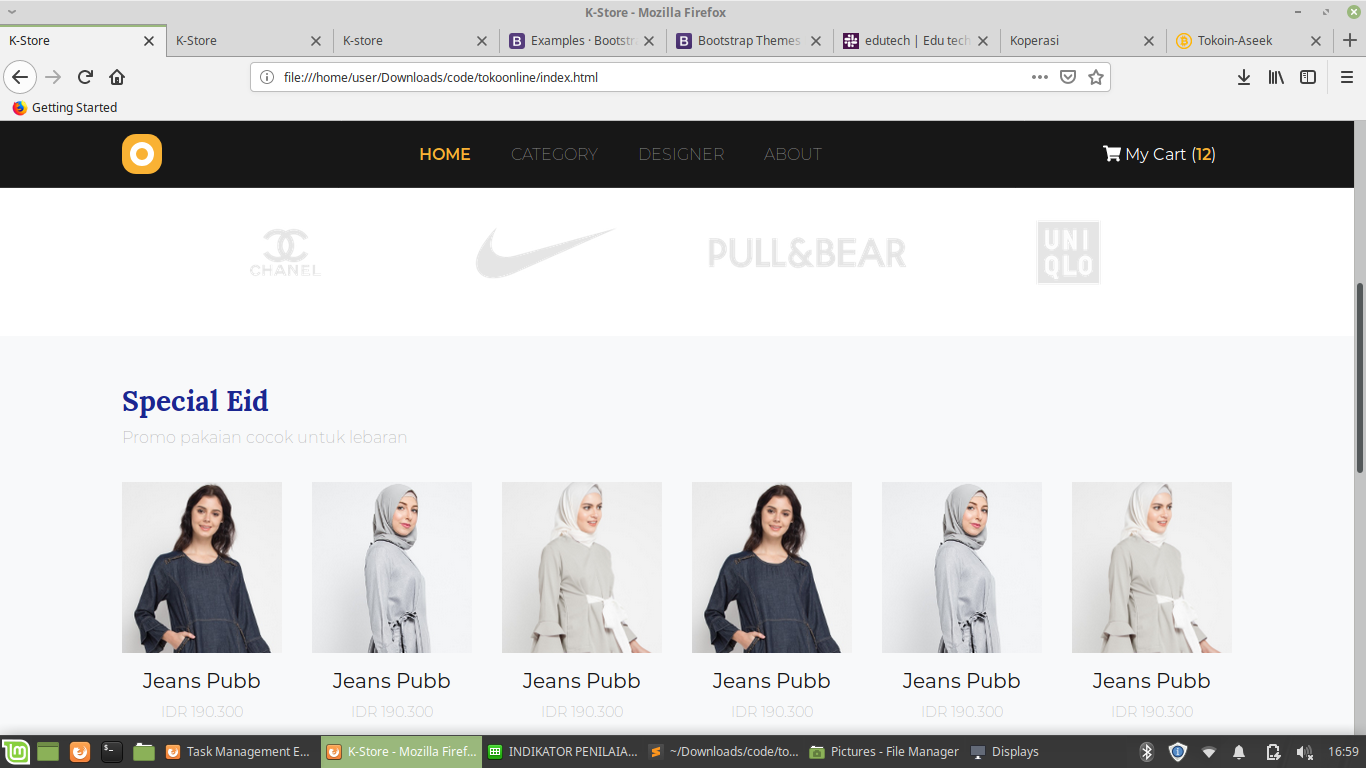 K-Store - Mozilla Firefox
K-Store K-Store K-store Examples · Bootstr Bootstrap Themes edutech | Edu tech Koperasi Tokoin-Aseek
file:///home/user/Downloads/code/tokoonline/index.html
Getting Started
HOME CATEGORY DESIGNER ABOUT My Cart (12)
CHANEL PULL&BEAR UNI
QLO
Special Eid
Promo pakaian cocok untuk lebaran
Jeans Pubb Jeans Pubb Jeans Pubb Jeans Pubb Jeans Pubb Jeans Pubb
IDR 190.300 IDR 190.300 IDR 190.300 IDR 190.300 IDR 190.300 IDR 190.300
Task Management E... K-Store - Mozilla Firef... INDIKATOR PENILAIA... ~/Downloads/code/to... Pictures - File Manager Displays 16:59